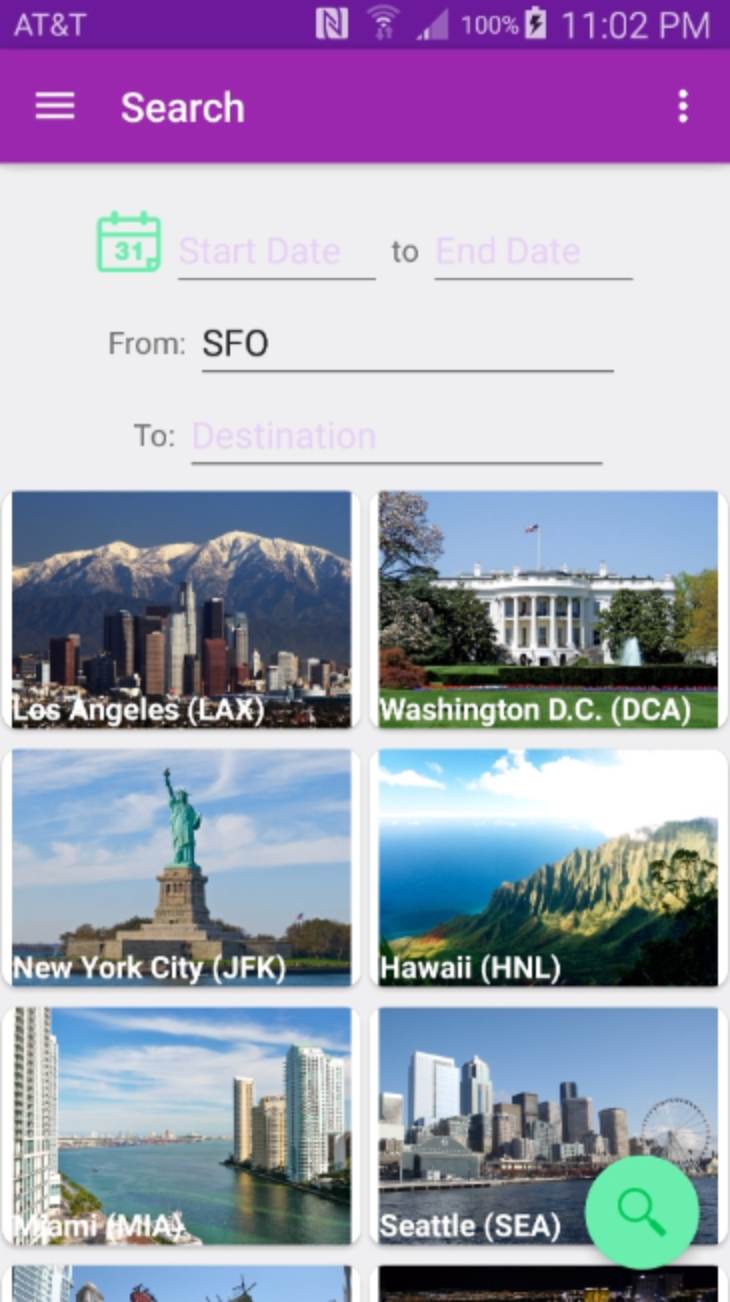 AT&T 100% 11:02 PM
Search
31 Start Date to End Date
From: SFO
To: Destination
Los Angeles (LAX) Washington D.C. (DCA)
New York City (JFK) Hawaii (HNL)
Miami (MIA) Seattle (SEA)